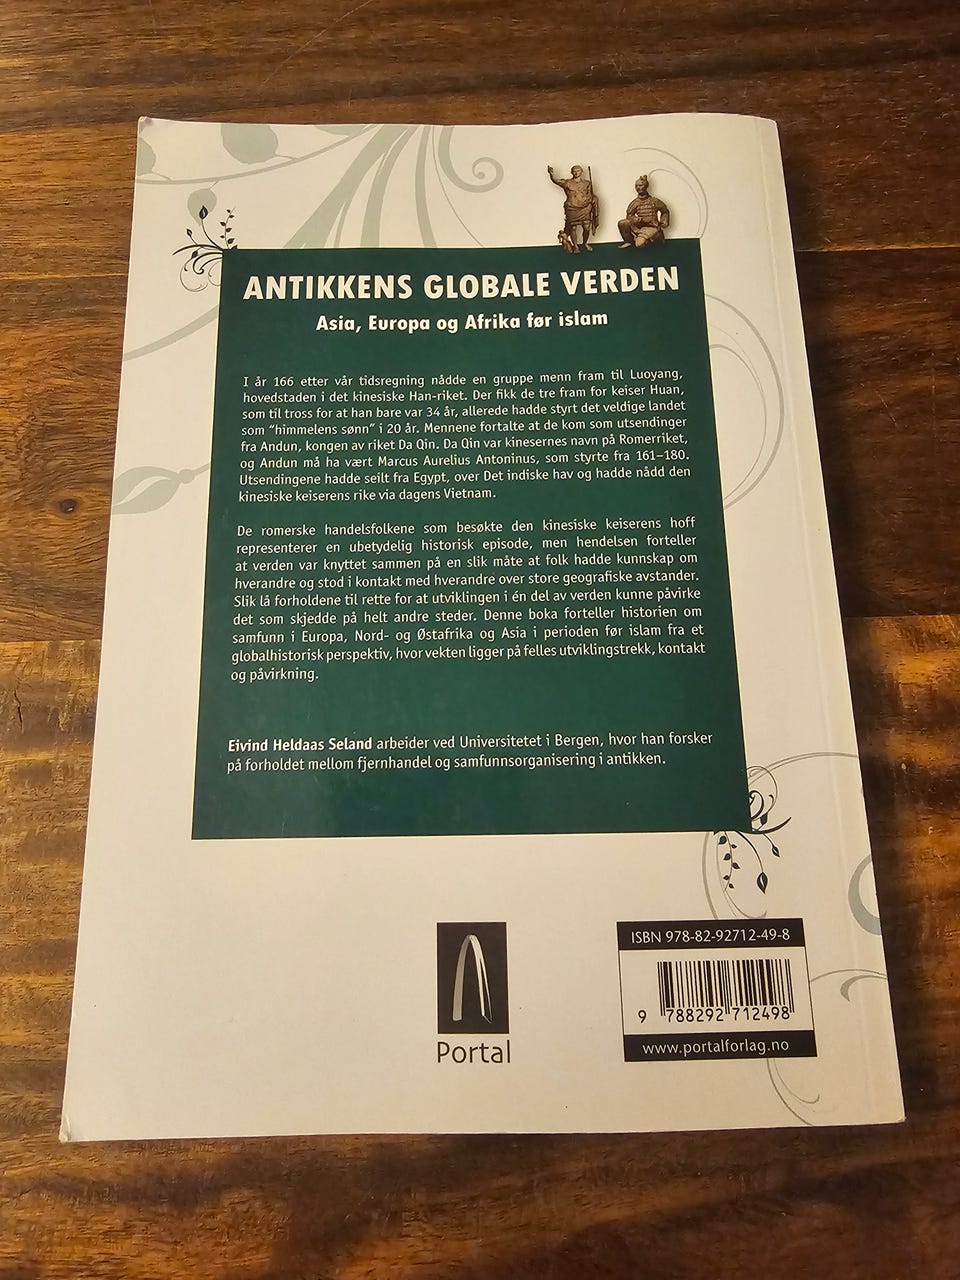 ANTIKKENS GLOBALE VERDEN
Asia, Europa og Afrika før islam
I år 166 etter vår tidsregning nådde en gruppe menn fram til Luoyang,
hovedstaden i det kinesiske Han-riket. Der fikk de tre fram for keiser Huan,
som til tross for at han bare var 34 år, allerede hadde styrt det veldige landet
som “himmelens sønn” i 20 år. Mennene fortalte at de kom som utsendinger
fra Andun, kongen av riket Da Qin. Da Qin var kinesernes navn på Romerriket,
og Andun må ha vært Marcus Aurelius Antoninus, som styrte fra 161–180.
Utsendingene hadde seilt fra Egypt, over Det indiske hav og hadde nådd den
kinesiske keiserens rike via dagens Vietnam.
De romerske handelsfolkene som besøkte den kinesiske keiserens hoff
representerer en ubetydelig historisk episode, men hendelsen forteller
at verden var knyttet sammen på en slik måte at folk hadde kunnskap om
hverandre og stod i kontakt med hverandre over store geografiske avstander.
Slik lå forholdene til rette for at utviklingen i én del av verden kunne påvirke
det som skjedde på helt andre steder. Denne boka forteller historien om
samfunn i Europa, Nord- og Østafrika og Asia i perioden før islam fra et
globalhistorisk perspektiv, hvor vekten ligger på felles utviklingstrekk, kontakt
og påvirkning.
Eivind Heldaas Seland arbeider ved Universitetet i Bergen, hvor han forsker
på forholdet mellom fjernhandel og samfunnsorganisering i antikken.
ISBN 978-82-92712-49-8
9 788292 712498
www.portalforlag.no
Portal